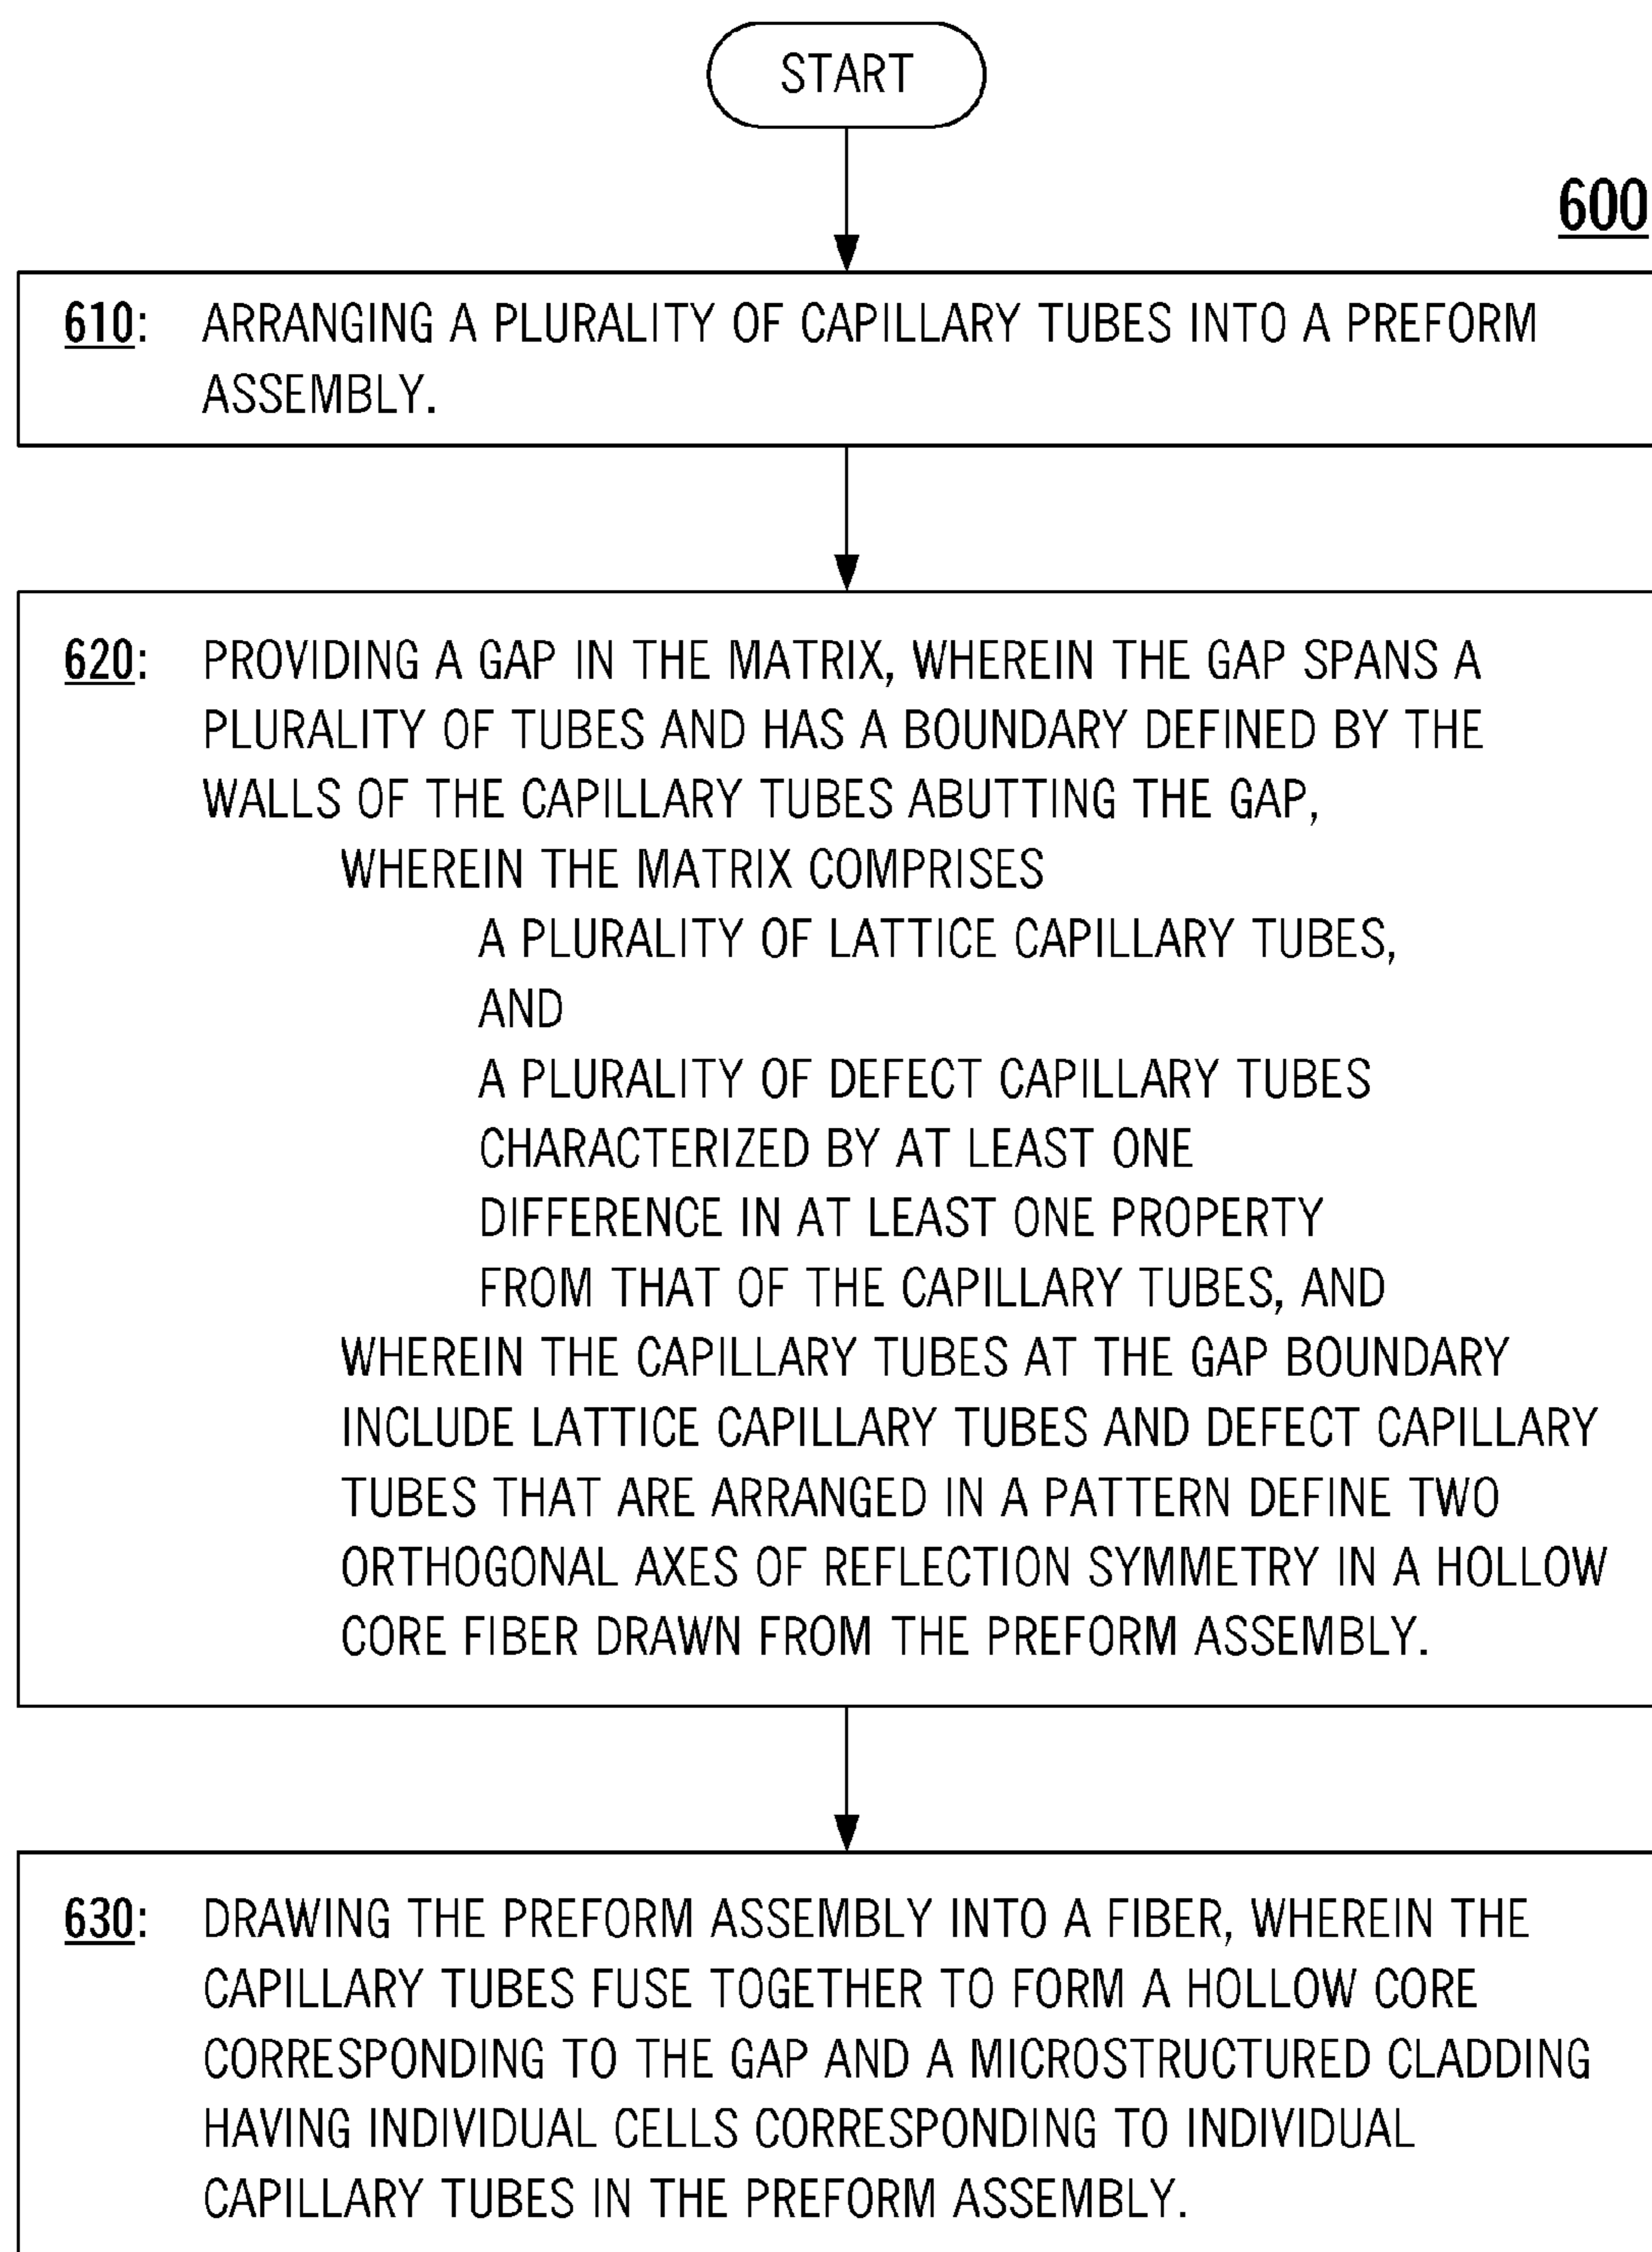 START
600
610: ARRANGING A PLURALITY OF CAPILLARY TUBES INTO A PREFORM
ASSEMBLY.
620: PROVIDING A GAP IN THE MATRIX, WHEREIN THE GAP SPANS A
PLURALITY OF TUBES AND HAS A BOUNDARY DEFINED BY THE
WALLS OF THE CAPILLARY TUBES ABUTTING THE GAP,
WHEREIN THE MATRIX COMPRISES
A PLURALITY OF LATTICE CAPILLARY TUBES,
AND
A PLURALITY OF DEFECT CAPILLARY TUBES
CHARACTERIZED BY AT LEAST ONE
DIFFERENCE IN AT LEAST ONE PROPERTY
FROM THAT OF THE CAPILLARY TUBES, AND
WHEREIN THE CAPILLARY TUBES AT THE GAP BOUNDARY
INCLUDE LATTICE CAPILLARY TUBES AND DEFECT CAPILLARY
TUBES THAT ARE ARRANGED IN A PATTERN DEFINE TWO
ORTHOGONAL AXES OF REFLECTION SYMMETRY IN A HOLLOW
CORE FIBER DRAWN FROM THE PREFORM ASSEMBLY.
630: DRAWING THE PREFORM ASSEMBLY INTO A FIBER, WHEREIN THE
CAPILLARY TUBES FUSE TOGETHER TO FORM A HOLLOW CORE
CORRESPONDING TO THE GAP AND A MICROSTRUCTURED CLADDING
HAVING INDIVIDUAL CELLS CORRESPONDING TO INDIVIDUAL
CAPILLARY TUBES IN THE PREFORM ASSEMBLY.